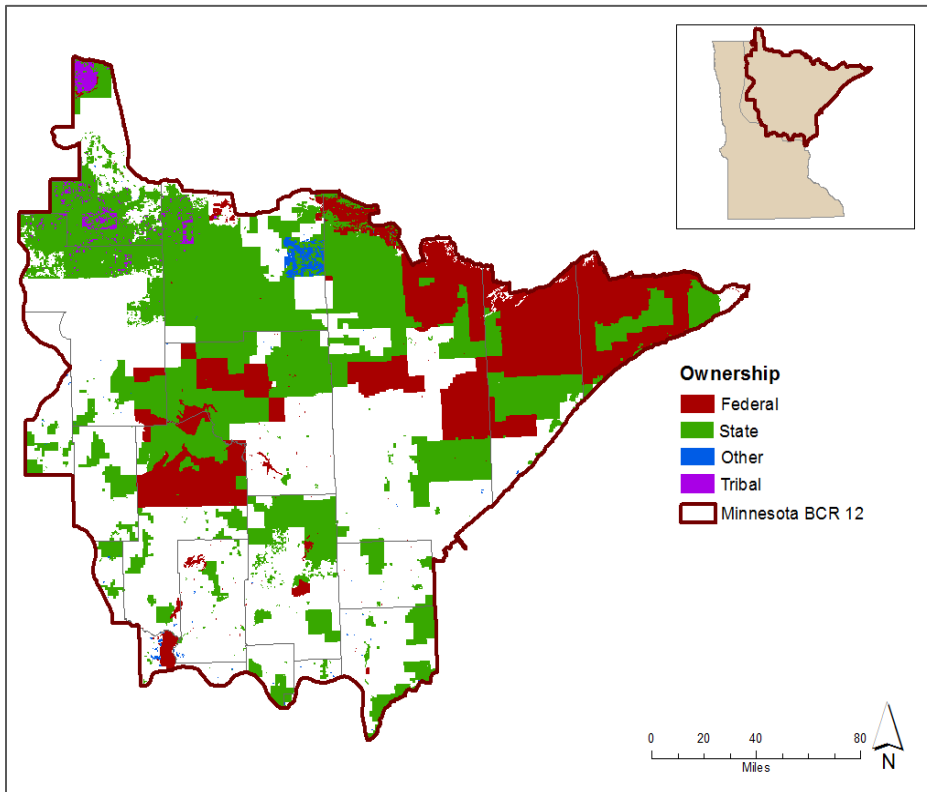 Ownership
Federal
State
Other
Tribal
Minnesota BCR 12
0 20 40 80
Miles
N